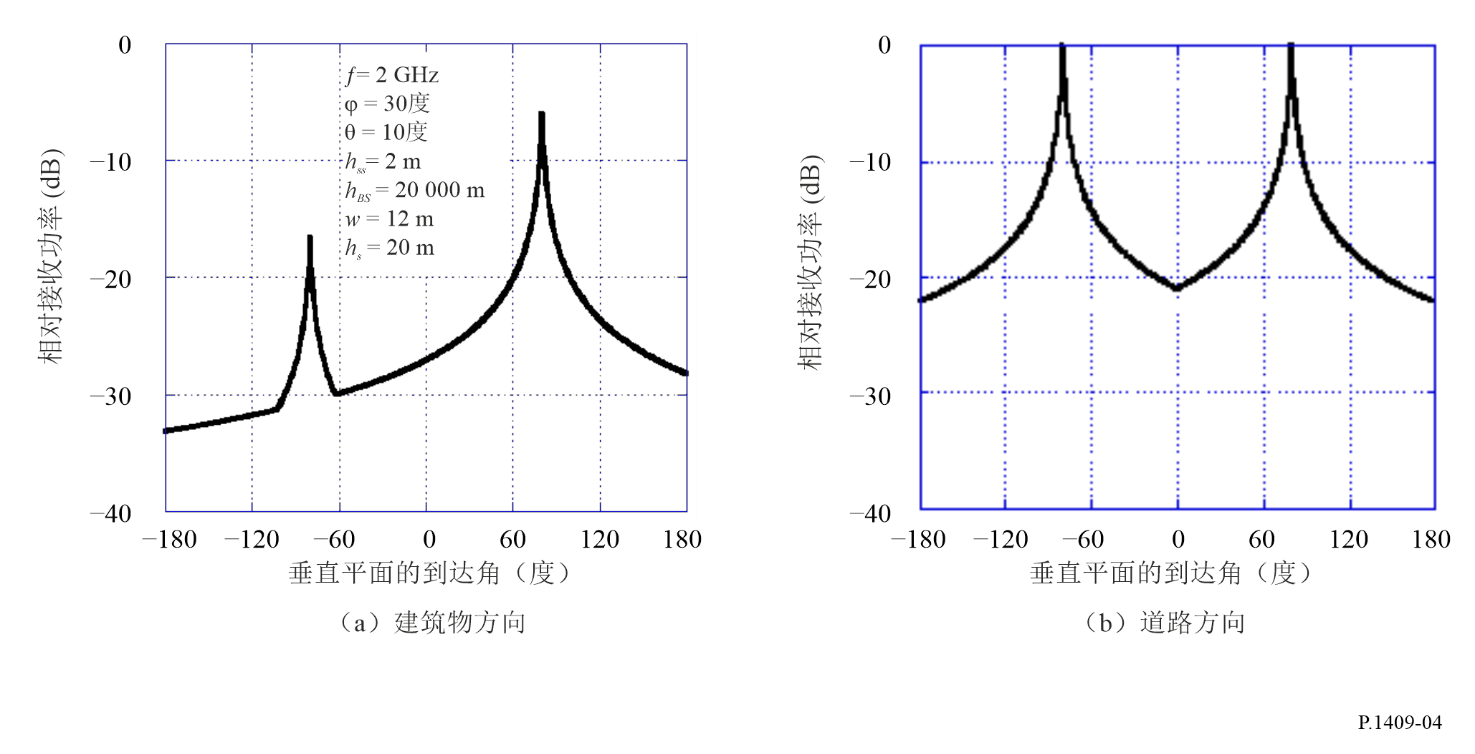 0
−10
−20
−30
−40
−180
−120
−60
0
60
120
180
相对接收功率 (dB)
f = 2 GHz
φ = 30度
θ = 10度
hss = 2 m
hBS = 20 000 m
w = 12 m
hs = 20 m
垂直平面的到达角（度）
（a）建筑物方向
0
−10
−20
−30
−40
−180
−120
−60
0
60
120
180
相对接收功率 (dB)
垂直平面的到达角（度）
（b）道路方向
P.1409-04